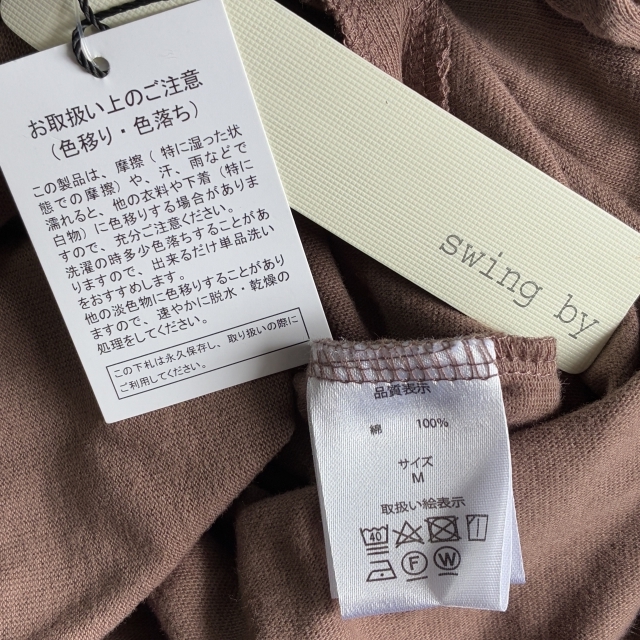 お取扱い上のご注意
(色移り・色落ち)
この製品は、摩擦(特に湿った状
態での摩擦)や、汗、雨などで
濡れると、他の衣料や下着(特に
白物)に色移りする場合がありま
すので、充分ご注意ください。
洗濯の時多少色落ちすることがあ
りますので、出来るだけ単品洗い
をおすすめします。
他の淡色物に色移りすることがあり
ますので、速やかに脱水・乾燥の
処理をしてください。
この下札は永久保存し、取り扱いの際に
ご利用してください。
swing by
品質表示
綿 100%
サイズ
M
取扱い絵表示
40
F W